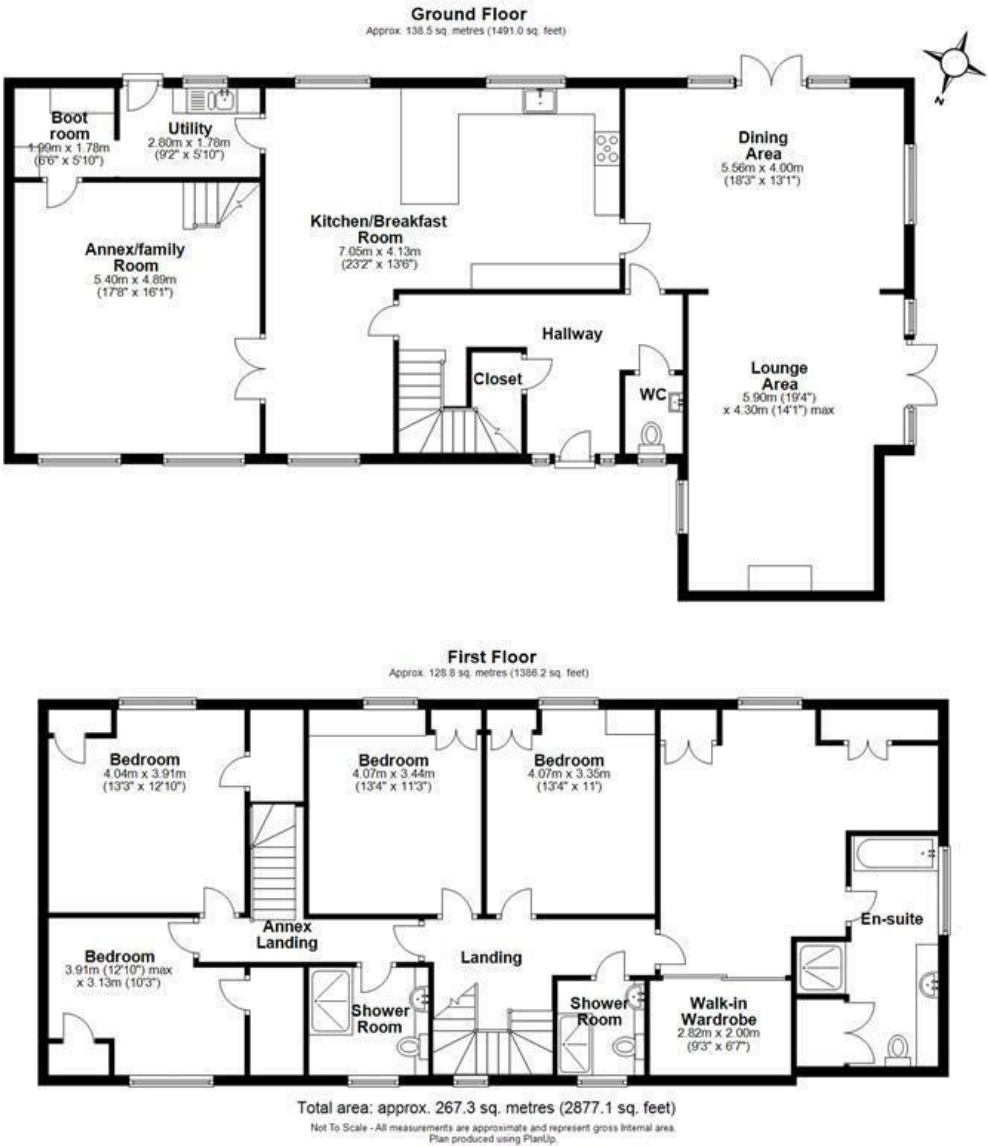 Ground Floor
Approx. 138.5 sq. metres (1491.0 sq. feet)
N
Boot
room
1.99m x 1.78m
(6'6" x 5'10")
Utility
2.80m x 1.78m
(9'2" x 5'10")
Dining
Area
5.56m x 4.00m
(18'3" x 13'1")
Kitchen/Breakfast
Room
7.05m x 4.13m
(23'2" x 13'6")
Annex/family
Room
5.40m x 4.89m
(17'8" x 16'1")
Hallway
Closet
WC
Lounge
Area
5.90m (19'4")
x 4.30m (14'1") max
First Floor
Approx. 128.8 sq. metres (1386.2 sq. feet)
Bedroom
4.04m x 3.91m
(13'3" x 12'10")
Bedroom
4.07m x 3.44m
(13'4" x 11'3")
Bedroom
4.07m x 3.35m
(13'4" x 11')
En-suite
Annex
Landing
Bedroom
3.91m (12'10") max
x 3.13m (10'3")
Landing
Shower
Room
Shower
Room
Walk-in
Wardrobe
2.82m x 2.00m
(9'3" x 6'7")
Total area: approx. 267.3 sq. metres (2877.1 sq. feet)
Not To Scale - All measurements are approximate and represent gross Internal area.
Plan produced using PlanUp.